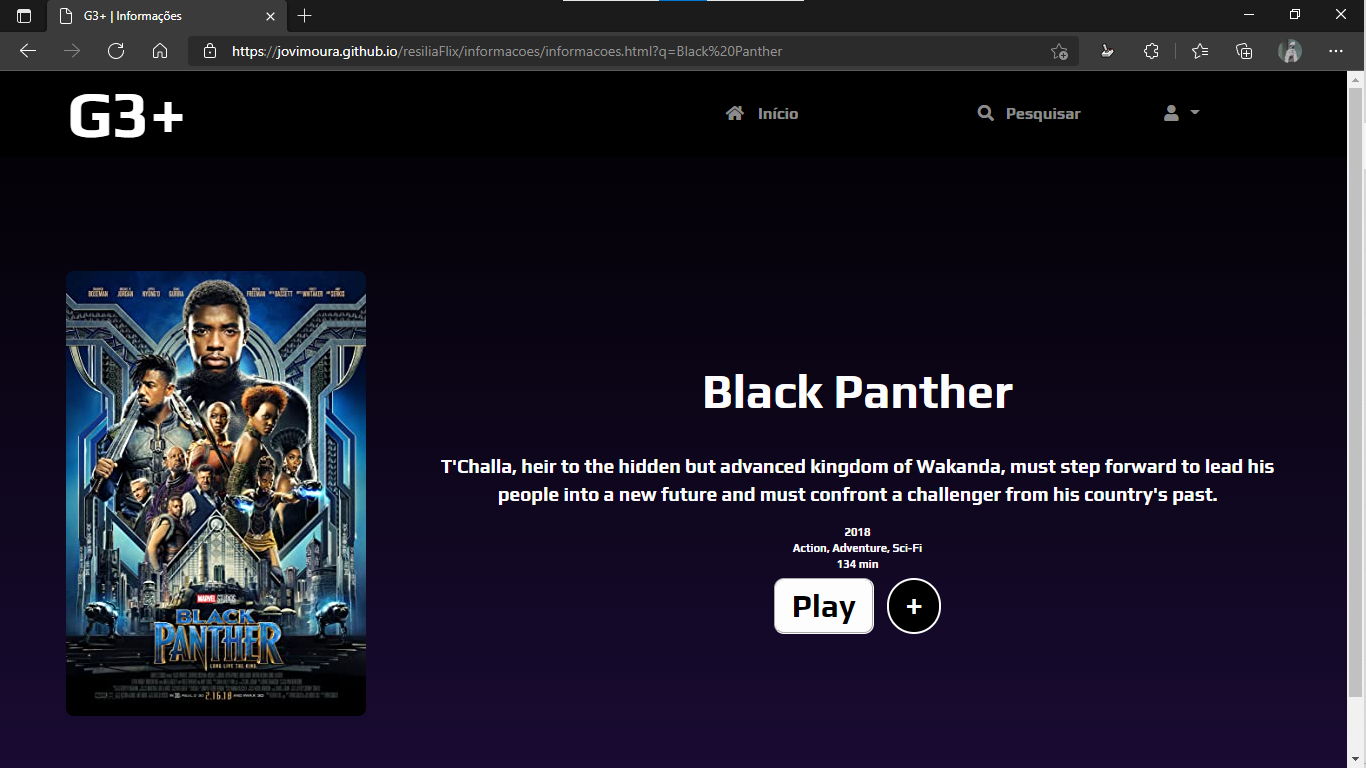 G3+ | Informações
https://jovimoura.github.io/resiliaFlix/informacoes/informacoes.html?q=Black%20Panther
G3+
Início
Pesquisar
BOSEMAN JORDAN NYONG'O GURIRA FREEMAN BASSETT WHITAKER SERKIS
MARVEL STUDIOS
BLACK
PANTHER
LONG LIVE THE KING
2.16.18
Black Panther
T'Challa, heir to the hidden but advanced kingdom of Wakanda, must step forward to lead his
people into a new future and must confront a challenger from his country's past.
2018
Action, Adventure, Sci-Fi
134 min
Play
+